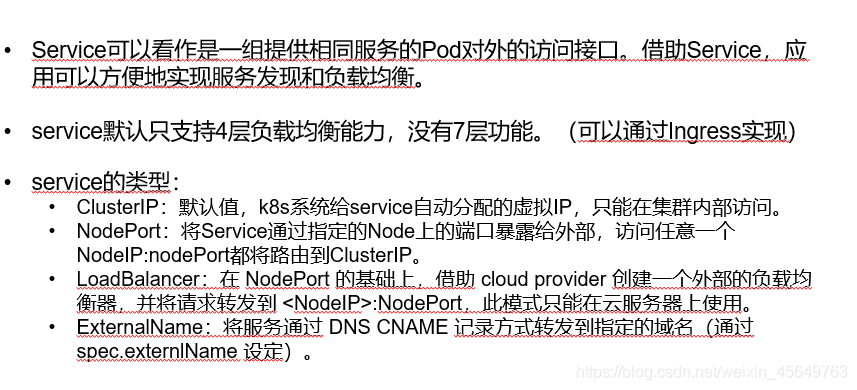 • Service可以看作是一组提供相同服务的Pod对外的访问接口。借助Service，应
用可以方便地实现服务发现和负载均衡。
• service默认只支持4层负载均衡能力，没有7层功能。（可以通过Ingress实现）
• service的类型：
• ClusterIP：默认值，k8s系统给service自动分配的虚拟IP，只能在集群内部访问。
• NodePort：将Service通过指定的Node上的端口暴露给外部，访问任意一个
NodeIP:nodePort都将路由到ClusterIP。
• LoadBalancer：在 NodePort 的基础上，借助 cloud provider 创建一个外部的负载均
衡器，并将请求转发到 <NodeIP>:NodePort，此模式只能在云服务器上使用。
• ExternalName：将服务通过 DNS CNAME 记录方式转发到指定的域名（通过
spec.externlName 设定）。
https://blog.csdn.net/weixin_45649763